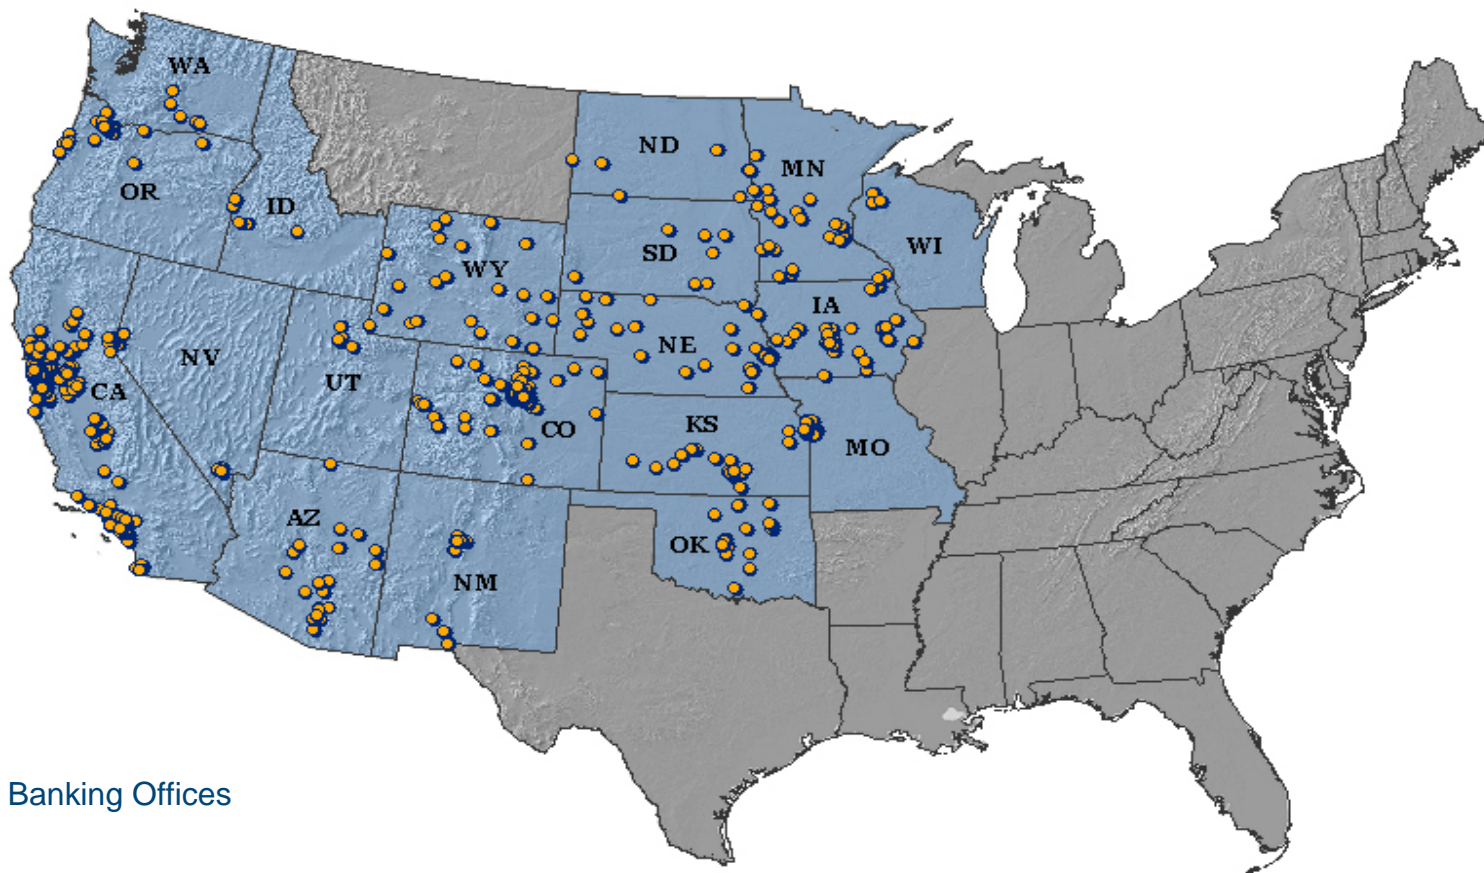 WA
ND
MN
OR
ID
WI
SD
WY
IA
NV
NE
UT
CA
KS
CO
MO
AZ
OK
NM
Banking Offices